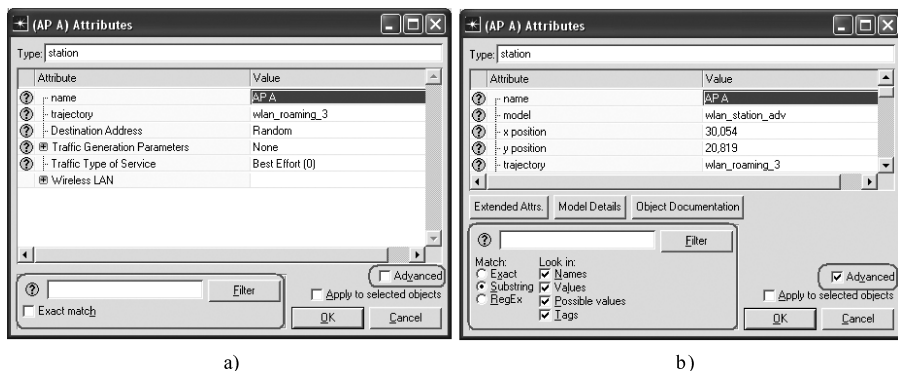 (AP A) Attributes
Type: station
Attribute Value
name AP A
trajectory wlan_roaming_3
Destination Address Random
Traffic Generation Parameters None
Traffic Type of Service Best Effort (0)
Wireless LAN
Advanced
Filter
Apply to selected objects
Exact match
OK Cancel
a)
(AP A) Attributes
Type: station
Attribute Value
name AP A
model wlan_station_adv
x position 30,054
y position 20,819
trajectory wlan_roaming_3
Extended Attrs. Model Details Object Documentation
Filter
Match: Look in:
Exact Names
Substring Values
RegEx Possible values
Tags
Advanced
Apply to selected objects
OK Cancel
b)